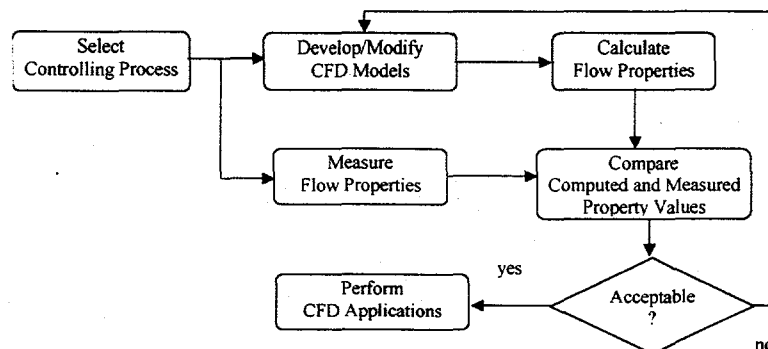 Select
Controlling Process
Develop/Modify
CFD Models
Calculate
Flow Properties
Measure
Flow Properties
Compare
Computed and Measured
Property Values
yes
Perform
CFD Applications
Acceptable
?
no